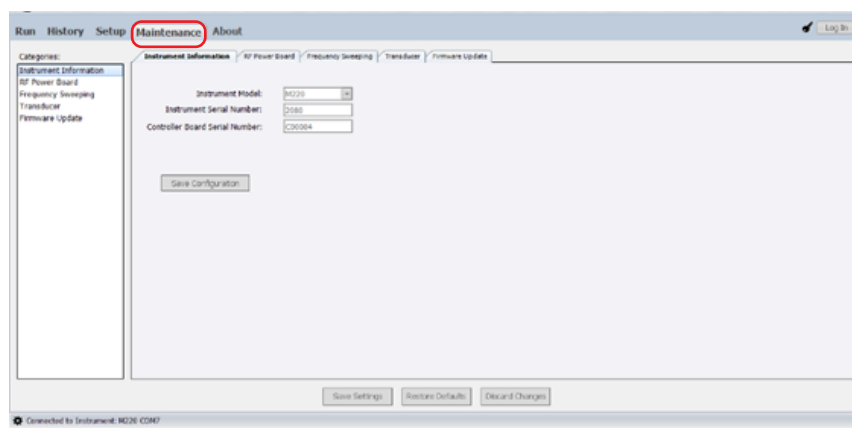 Run History Setup Maintenance About
Log In
Categories:
Instrument Information
RF Power Board
Frequency Sweeping
Transducer
Firmware Update
Instrument Information RF Power Board Frequency Sweeping Transducer Firmware Update
Instrument Model: M220
Instrument Serial Number: 2080
Controller Board Serial Number: C00084
Save Configuration
Save Settings Restore Defaults Discard Changes
Connected to Instrument: M220 COM7